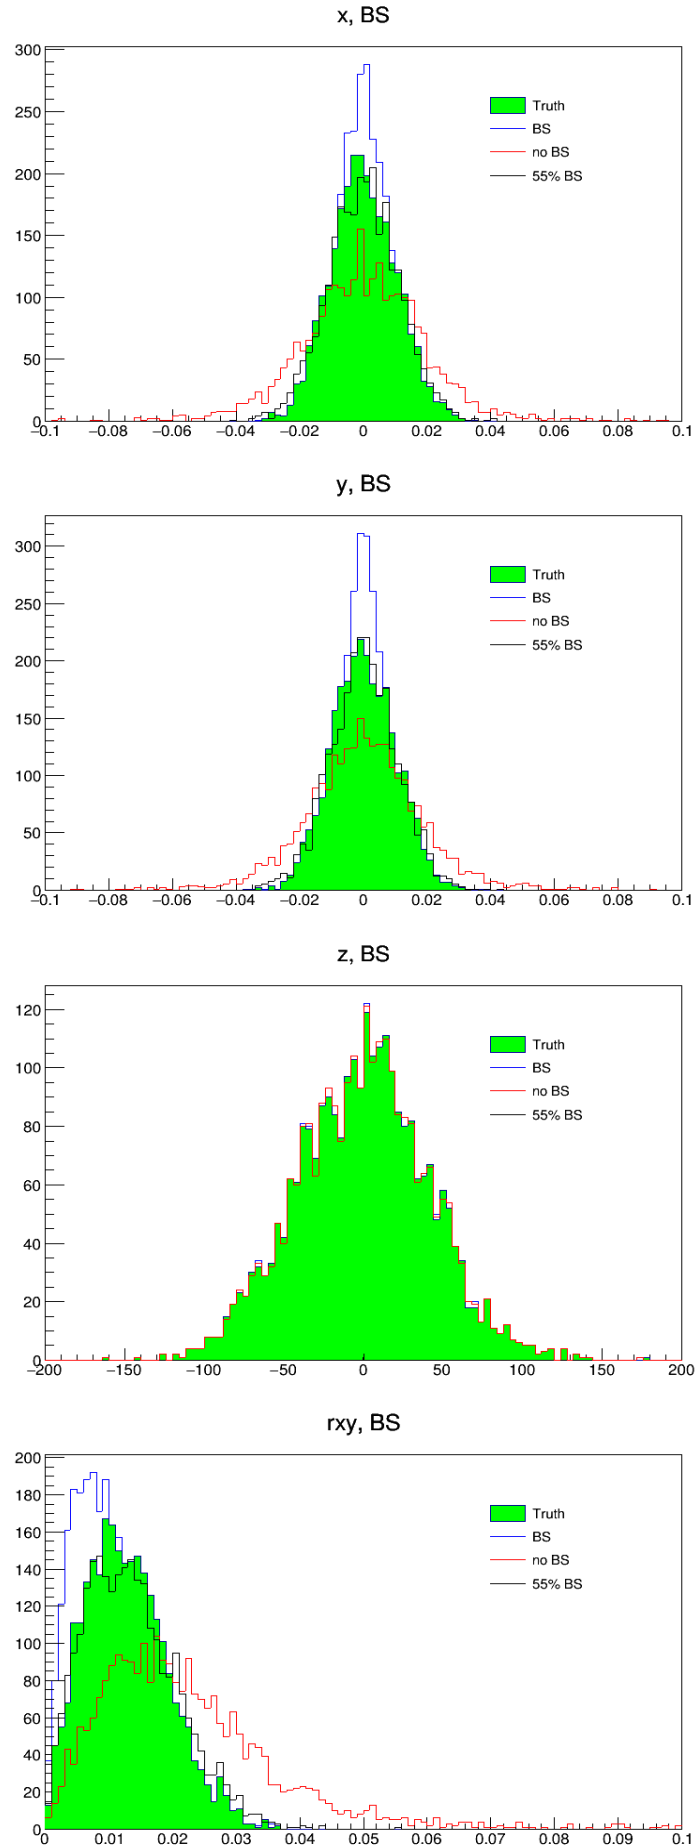 x, BS
300
250
200
150
100
50
0
Truth
BS
no BS
55% BS
−0.1 −0.08 −0.06 −0.04 −0.02 0 0.02 0.04 0.06 0.08 0.1
y, BS
300
250
200
150
100
50
0
Truth
BS
no BS
55% BS
−0.1 −0.08 −0.06 −0.04 −0.02 0 0.02 0.04 0.06 0.08 0.1
z, BS
120
100
80
60
40
20
0
Truth
BS
no BS
55% BS
−200 −150 −100 −50 0 50 100 150 200
rxy, BS
200
180
160
140
120
100
80
60
40
20
0
Truth
BS
no BS
55% BS
0 0.01 0.02 0.03 0.04 0.05 0.06 0.07 0.08 0.09 0.1